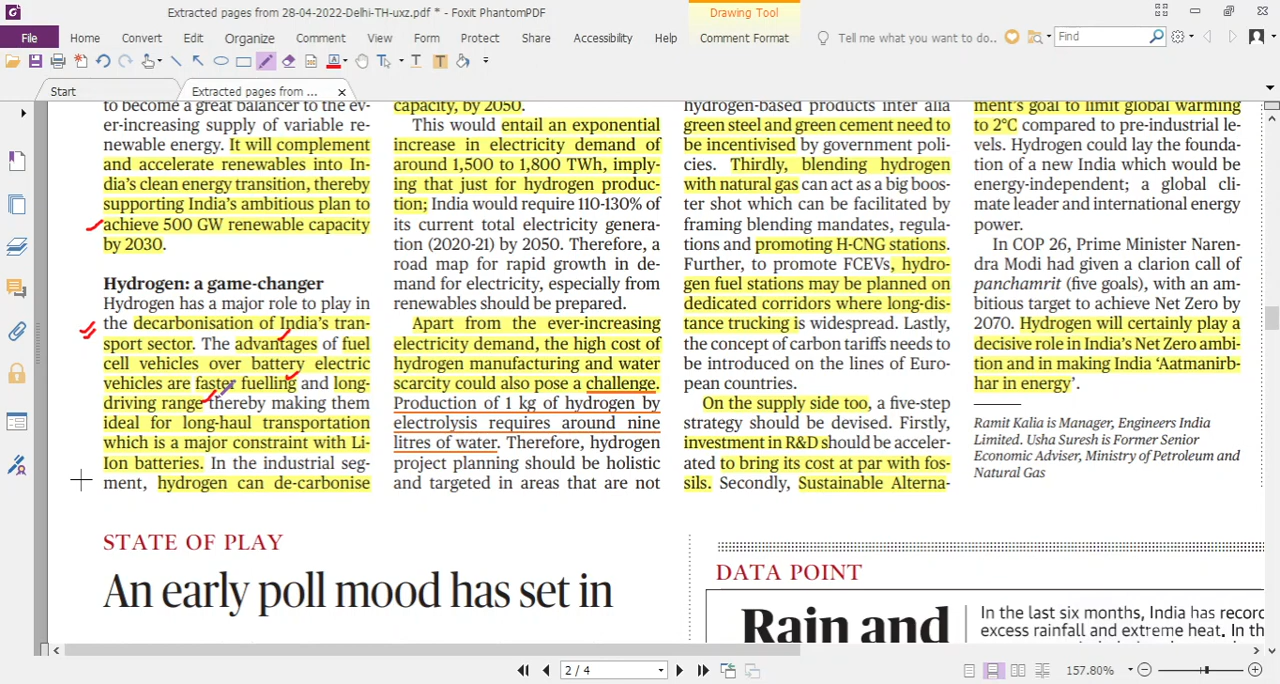 Extracted pages from 28-04-2022-Delhi-TH-uxz.pdf * - Foxit PhantomPDF
Drawing Tool
File Home Convert Edit Organize Comment View Form Protect Share Accessibility Help Comment Format Tell me what you want to do.. Find
Start Extracted pages from ... x
to become a great balancer to the ev-
er-increasing supply of variable re-
newable energy. It will complement
and accelerate renewables into In-
dia's clean energy transition, thereby
supporting India's ambitious plan to
achieve 500 GW renewable capacity
by 2030.
Hydrogen: a game-changer
Hydrogen has a major role to play in
the decarbonisation of India's tran-
sport sector. The advantages of fuel
cell vehicles over battery electric
vehicles are faster fuelling and long-
driving range thereby making them
ideal for long-haul transportation
which is a major constraint with Li-
Ion batteries. In the industrial seg-
ment, hydrogen can de-carbonise
capacity, by 2050.
This would entail an exponential
increase in electricity demand of
around 1,500 to 1,800 TWh, imply-
ing that just for hydrogen produc-
tion; India would require 110-130% of
its current total electricity genera-
tion (2020-21) by 2050. Therefore, a
road map for rapid growth in de-
mand for electricity, especially from
renewables should be prepared.
Apart from the ever-increasing
electricity demand, the high cost of
hydrogen manufacturing and water
scarcity could also pose a challenge.
Production of 1 kg of hydrogen by
electrolysis requires around nine
litres of water. Therefore, hydrogen
project planning should be holistic
and targeted in areas that are not
hydrogen-based products inter alia
green steel and green cement need to
be incentivised by government poli-
cies. Thirdly, blending hydrogen
with natural gas can act as a big boos-
ter shot which can be facilitated by
framing blending mandates, regula-
tions and promoting H-CNG stations.
Further, to promote FCEVs, hydro-
gen fuel stations may be planned on
dedicated corridors where long-dis-
tance trucking is widespread. Lastly,
the concept of carbon tariffs needs to
be introduced on the lines of Euro-
pean countries.
On the supply side too, a five-step
strategy should be devised. Firstly,
investment in R&D should be acceler-
ated to bring its cost at par with fos-
sils. Secondly, Sustainable Alterna-
ment's goal to limit global warming
to 2°C compared to pre-industrial le-
vels. Hydrogen could lay the founda-
tion of a new India which would be
energy-independent; a global cli-
mate leader and international energy
power.
In COP 26, Prime Minister Naren-
dra Modi had given a clarion call of
panchamrit (five goals), with an am-
bitious target to achieve Net Zero by
2070. Hydrogen will certainly play a
decisive role in India's Net Zero ambi-
tion and in making India 'Aatmanirb-
har in energy'.
Ramit Kalia is Manager, Engineers India
Limited. Usha Suresh is Former Senior
Economic Adviser, Ministry of Petroleum and
Natural Gas
STATE OF PLAY
An early poll mood has set in
DATA POINT
Rain and
In the last six months, India has record
excess rainfall and extreme heat. In th
2 / 4
157.80%